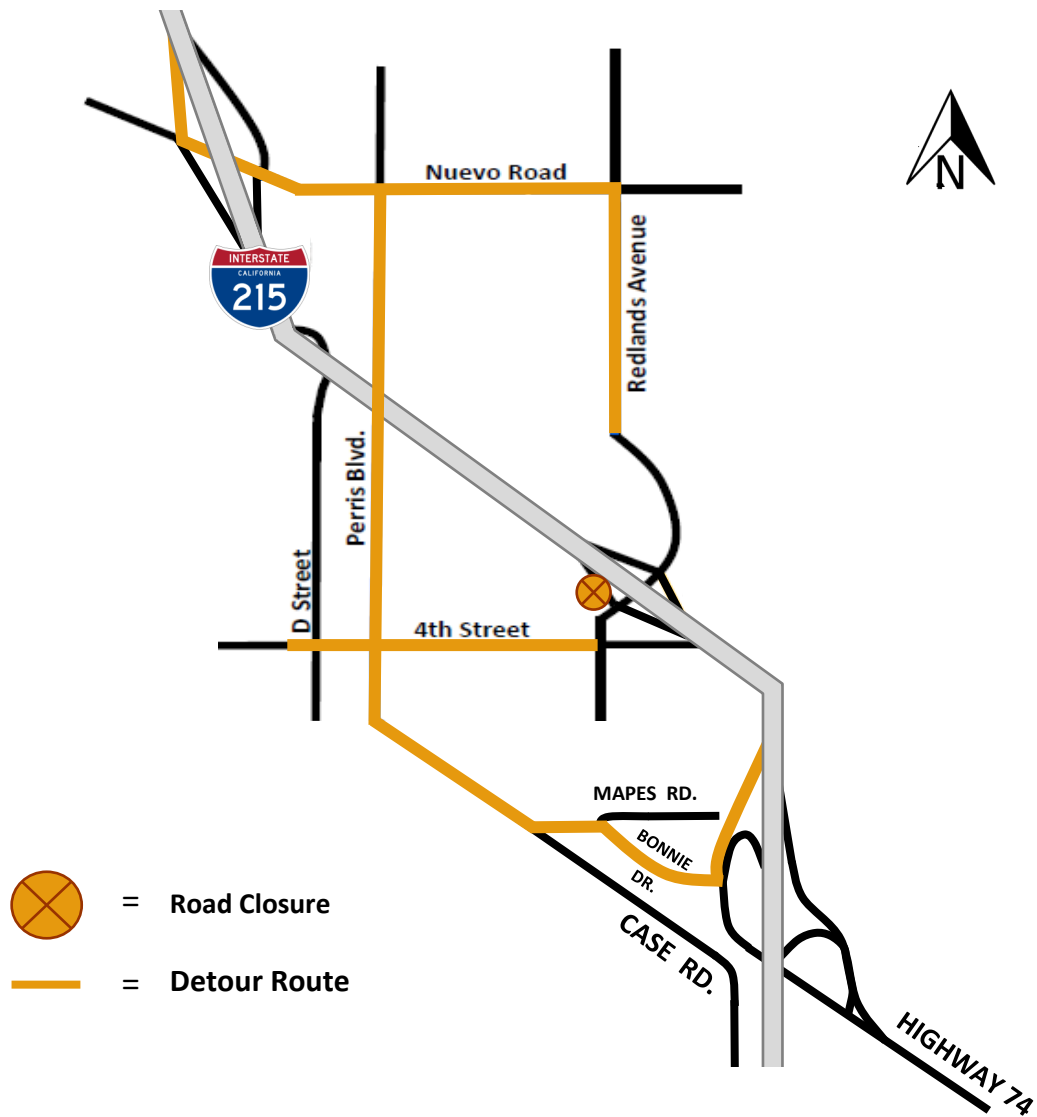 Nuevo Road
N
Redlands Avenue
INTERSTATE
CALIFORNIA
215
Perris Blvd.
D Street
4th Street
MAPES RD.
BONNIE
DR.
= Road Closure
CASE RD.
= Detour Route
HIGHWAY 74